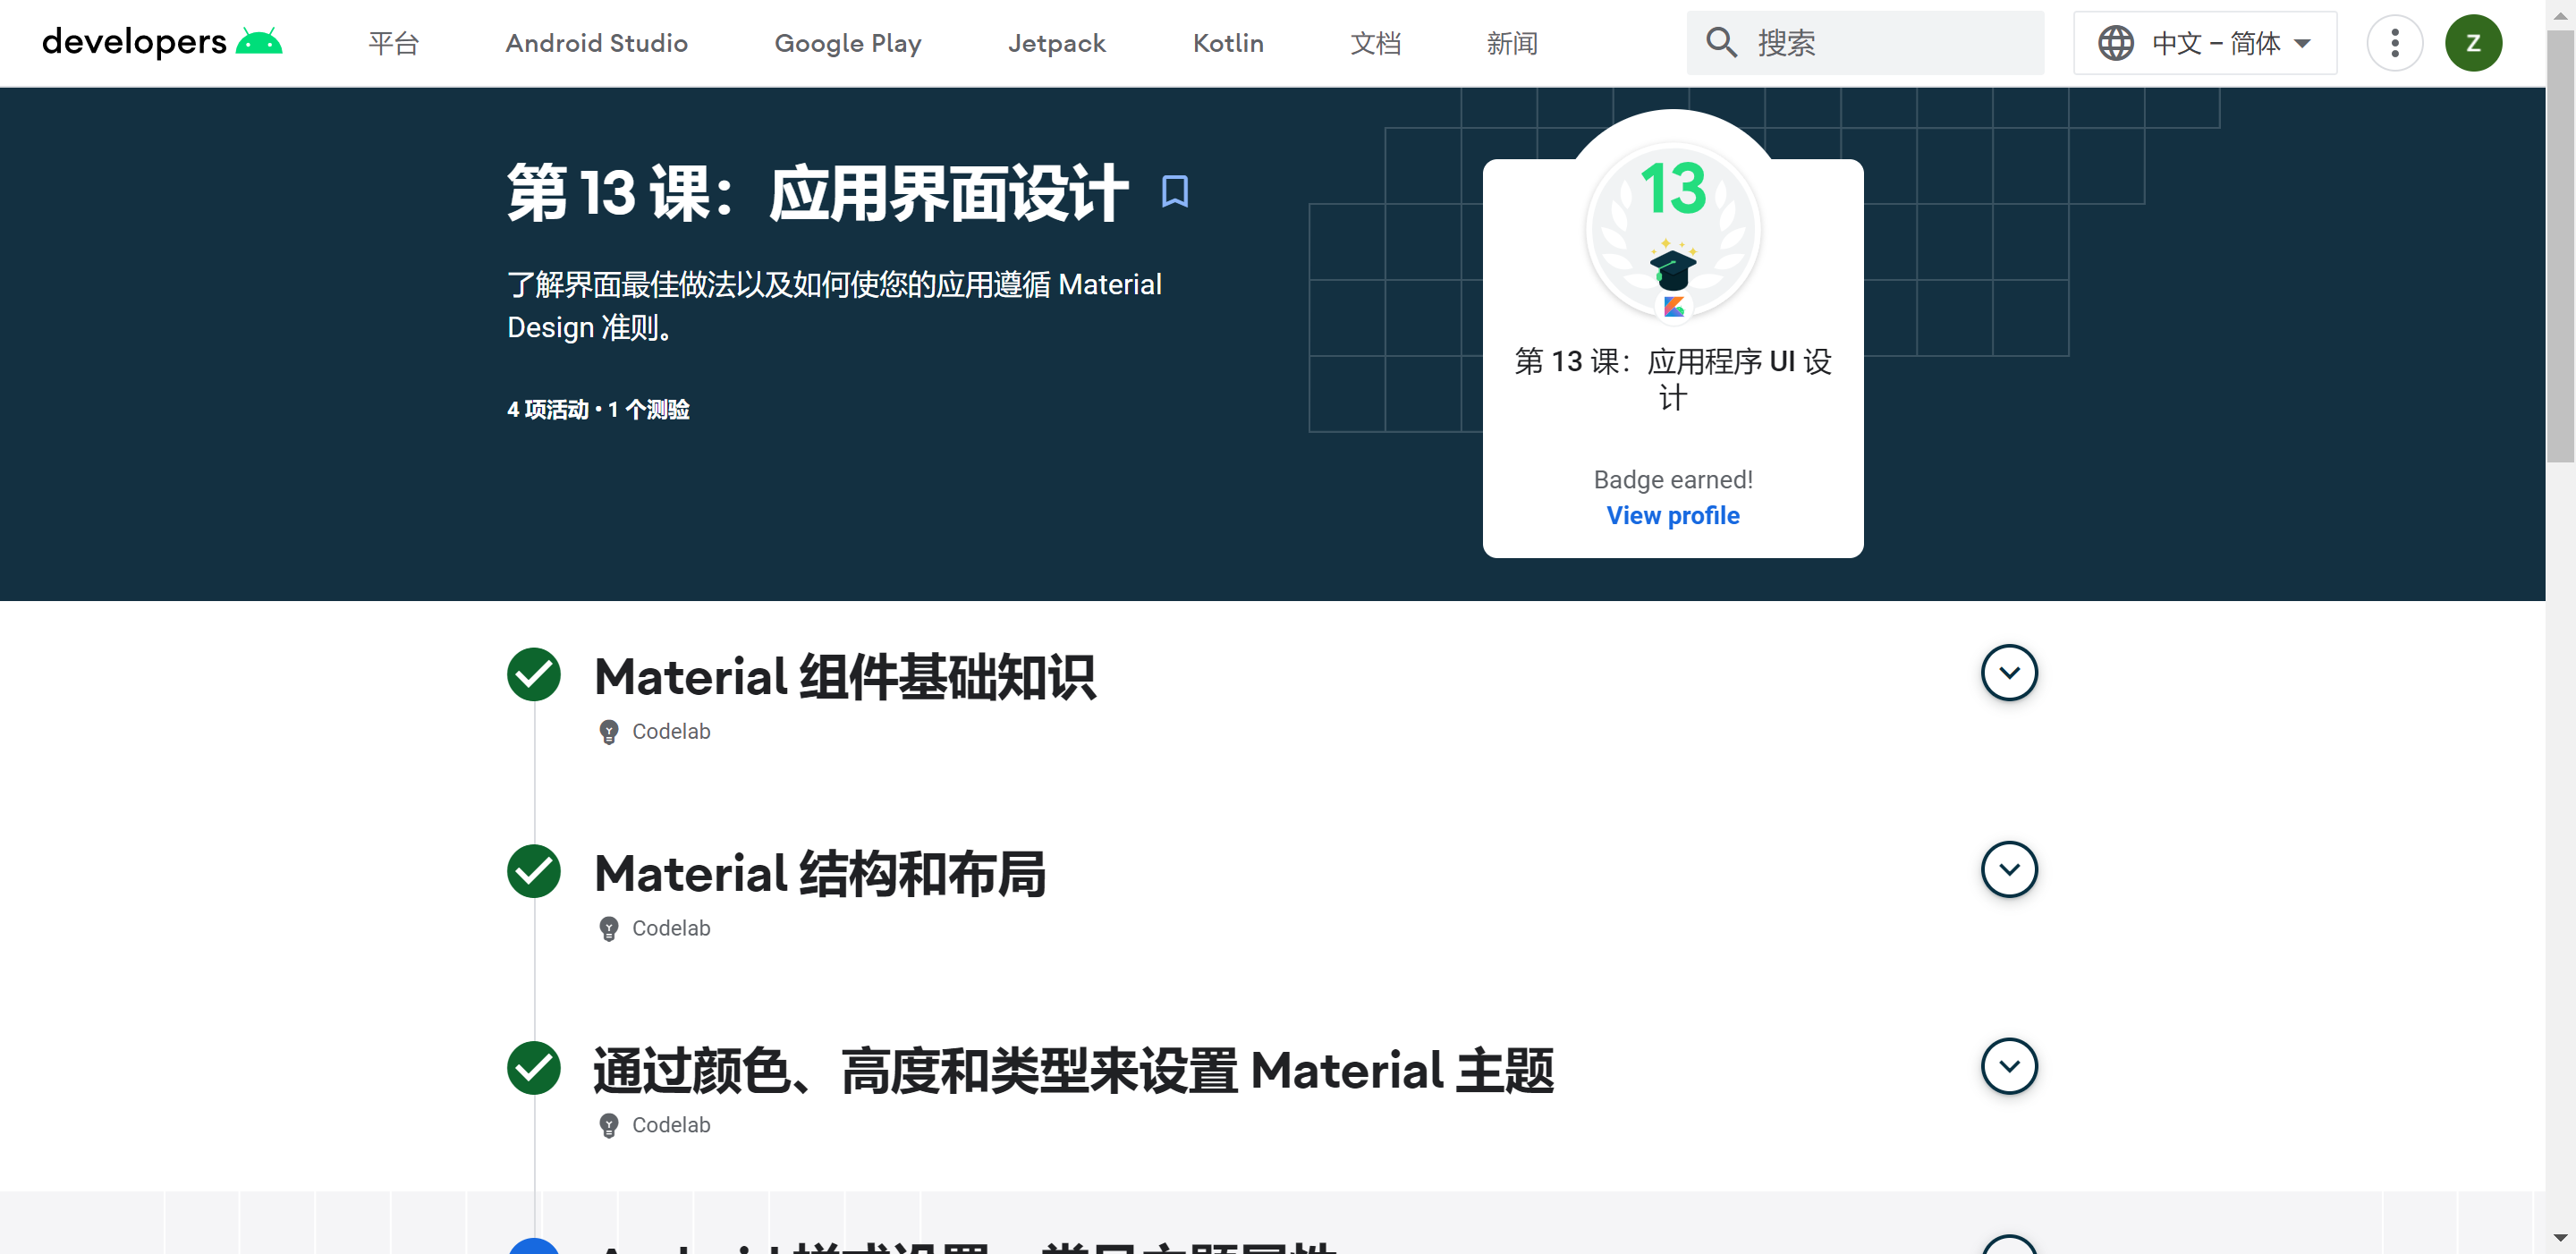 developers
平台
Android Studio
Google Play
Jetpack
Kotlin
文档
新闻
搜索
中文 – 简体
Z
第 13 课：应用界面设计
了解界面最佳做法以及如何使您的应用遵循 Material
Design 准则。
4 项活动 • 1 个测验
13
第 13 课：应用程序 UI 设
计
Badge earned!
View profile
Material 组件基础知识
Codelab
Material 结构和布局
Codelab
通过颜色、高度和类型来设置 Material 主题
Codelab